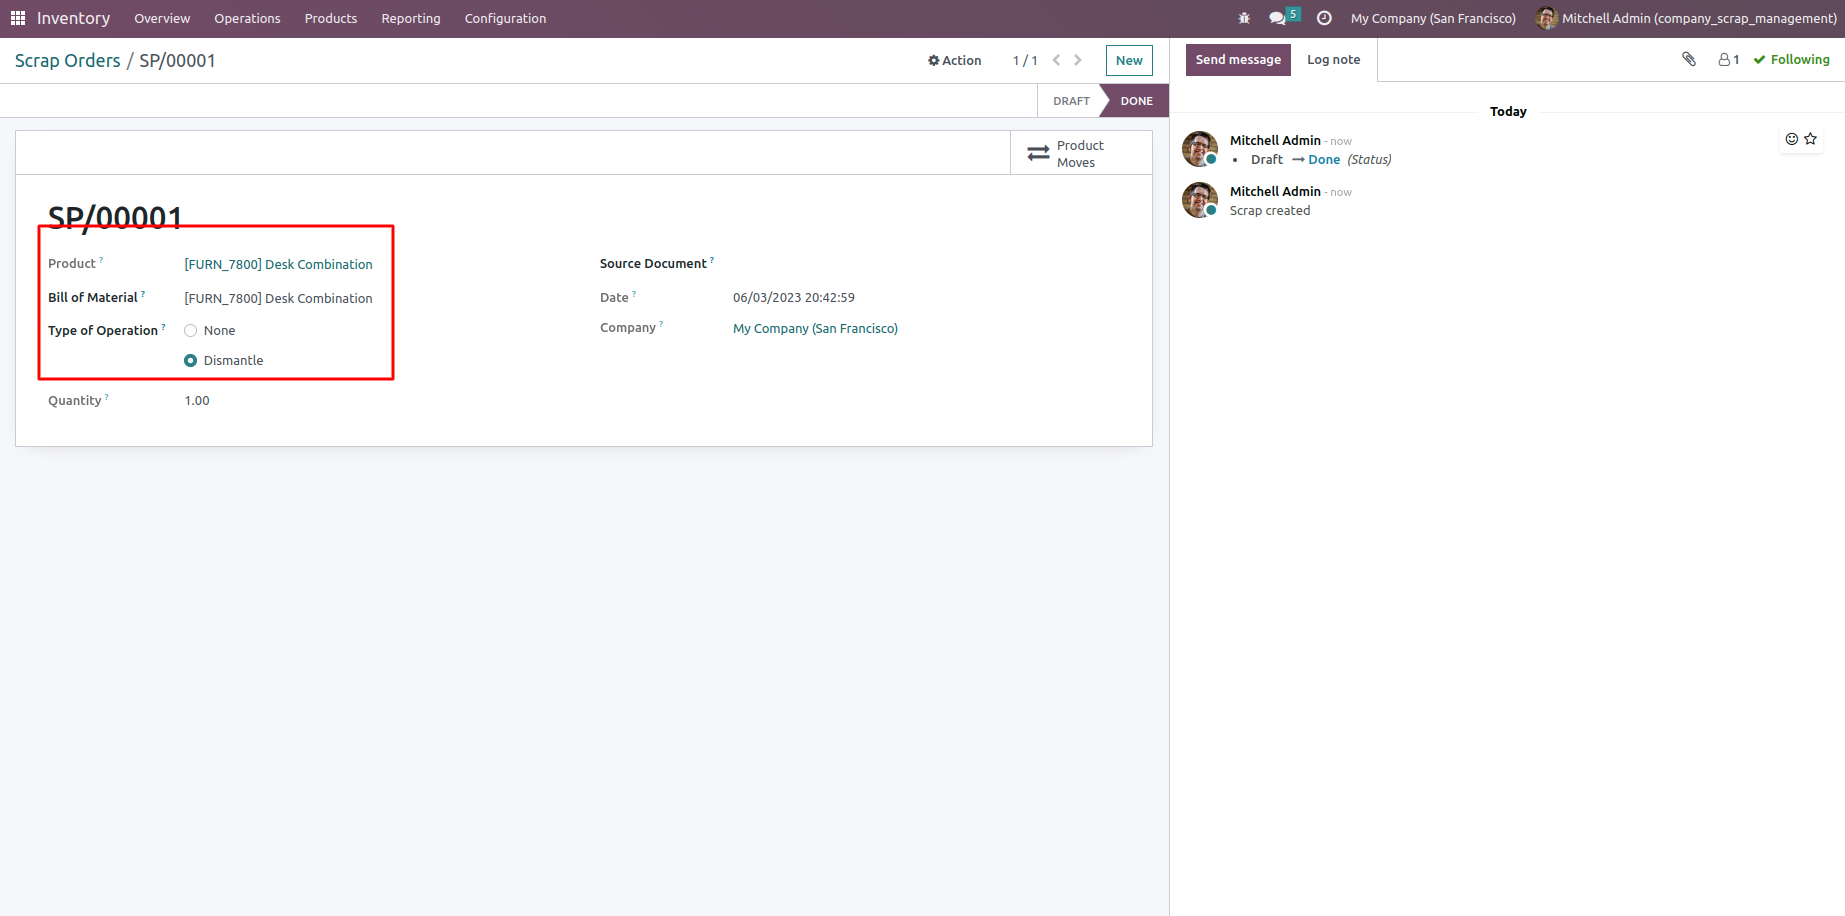 Inventory Overview Operations Products Reporting Configuration 5 My Company (San Francisco) Mitchell Admin (company_scrap_management)
Scrap Orders / SP/00001 Action 1 / 1 New
DRAFT DONE
Product
Moves
SP/00001
Product ? [FURN_7800] Desk Combination
Bill of Material ? [FURN_7800] Desk Combination
Type of Operation ? None
Dismantle
Quantity ? 1.00
Source Document ?
Date ? 06/03/2023 20:42:59
Company ? My Company (San Francisco)
Send message Log note 1 Following
Today
Mitchell Admin - now
• Draft → Done (Status)
Mitchell Admin - now
Scrap created